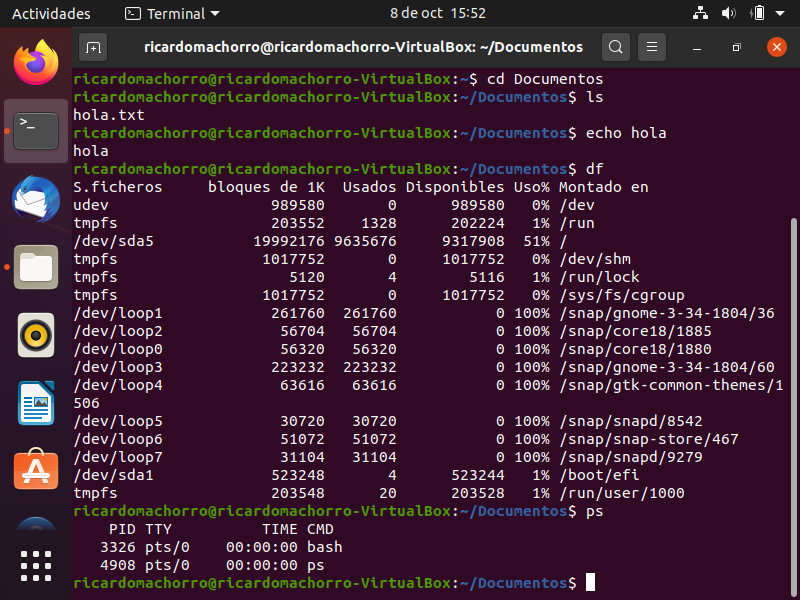 Actividades Terminal 8 de oct 15:52
ricardomachorro@ricardomachorro-VirtualBox: ~/Documentos
ricardomachorro@ricardomachorro-VirtualBox:~$ cd Documentos
ricardomachorro@ricardomachorro-VirtualBox:~/Documentos$ ls
hola.txt
ricardomachorro@ricardomachorro-VirtualBox:~/Documentos$ echo hola
hola
ricardomachorro@ricardomachorro-VirtualBox:~/Documentos$ df
S.ficheros     bloques de 1K  Usados Disponibles Uso% Montado en
udev                  989580       0      989580   0% /dev
tmpfs                 203552    1328      202224   1% /run
/dev/sda5           19992176 9635676     9317908  51% /
tmpfs                1017752       0     1017752   0% /dev/shm
tmpfs                   5120       4        5116   1% /run/lock
tmpfs                1017752       0     1017752   0% /sys/fs/cgroup
/dev/loop1            261760  261760           0 100% /snap/gnome-3-34-1804/36
/dev/loop2             56704   56704           0 100% /snap/core18/1885
/dev/loop0             56320   56320           0 100% /snap/core18/1880
/dev/loop3            223232  223232           0 100% /snap/gnome-3-34-1804/60
/dev/loop4             63616   63616           0 100% /snap/gtk-common-themes/1
506
/dev/loop5             30720   30720           0 100% /snap/snapd/8542
/dev/loop6             51072   51072           0 100% /snap/snap-store/467
/dev/loop7             31104   31104           0 100% /snap/snapd/9279
/dev/sda1             523248       4      523244   1% /boot/efi
tmpfs                 203548      20      203528   1% /run/user/1000
ricardomachorro@ricardomachorro-VirtualBox:~/Documentos$ ps
    PID TTY          TIME CMD
   3326 pts/0    00:00:00 bash
   4908 pts/0    00:00:00 ps
ricardomachorro@ricardomachorro-VirtualBox:~/Documentos$